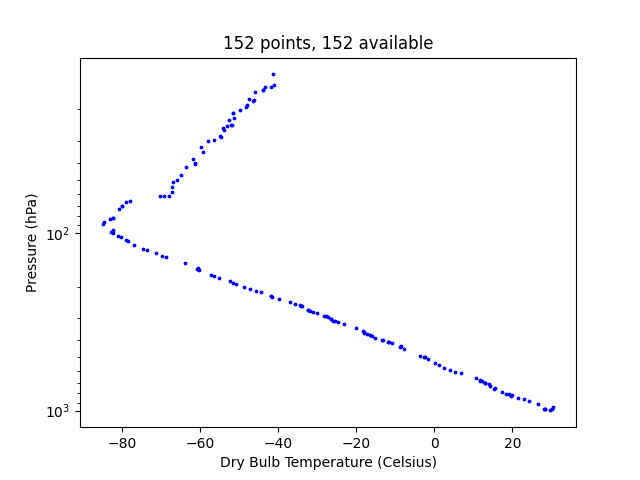 152 points, 152 available
Pressure (hPa)
10²
10³
−80 −60 −40 −20 0 20
Dry Bulb Temperature (Celsius)